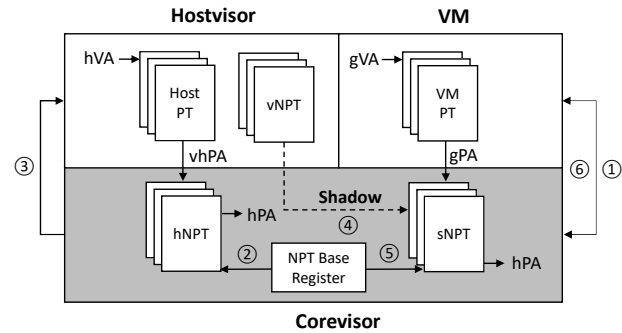 Hostvisor
VM
hVA
Host
PT
vNPT
gVA
VM
PT
③
vhPA
gPA
⑥
①
Shadow
④
hNPT
hPA
sNPT
②
NPT Base
Register
⑤
hPA
Corevisor